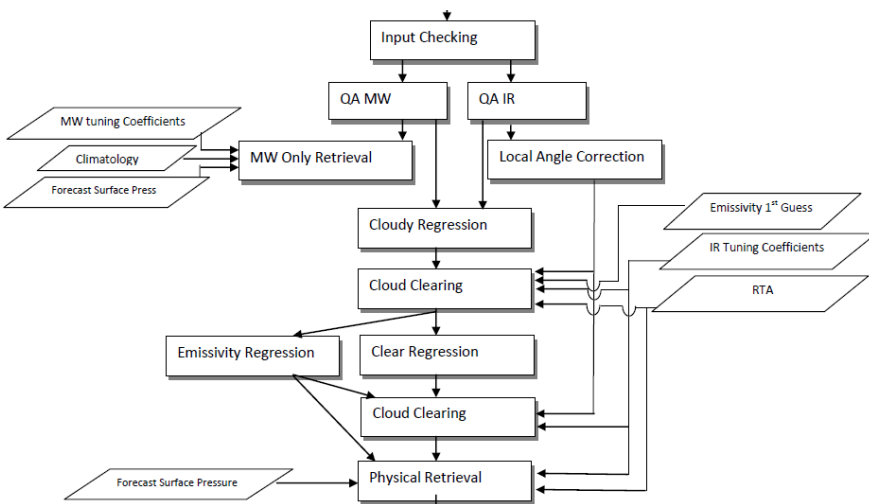 Input Checking
QA MW
QA IR
MW tuning Coefficients
MW Only Retrieval
Local Angle Correction
Climatology
Forecast Surface Press
Emissivity 1st Guess
Cloudy Regression
IR Tuning Coefficients
Cloud Clearing
RTA
Emissivity Regression
Clear Regression
Cloud Clearing
Physical Retrieval
Forecast Surface Pressure